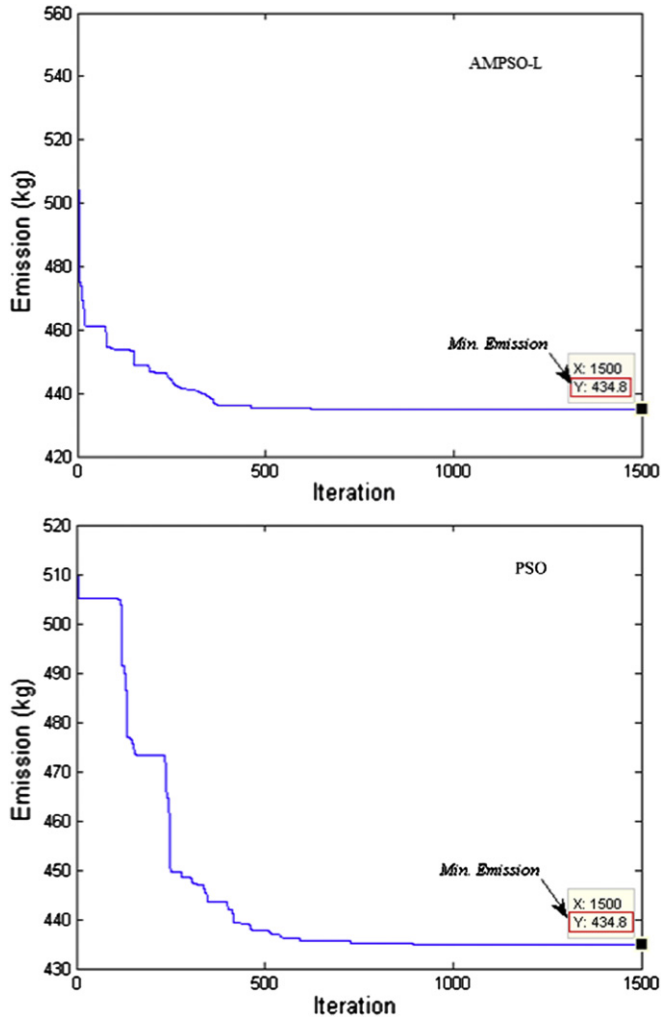 560
AMPSO-L
540
520
500
480
460
440
420
Emission (kg)
Min. Emission
X: 1500
Y: 434.8
0 500 1000 1500
Iteration
520
PSO
510
500
490
480
470
460
450
440
430
Emission (kg)
Min. Emission
X: 1500
Y: 434.8
0 500 1000 1500
Iteration